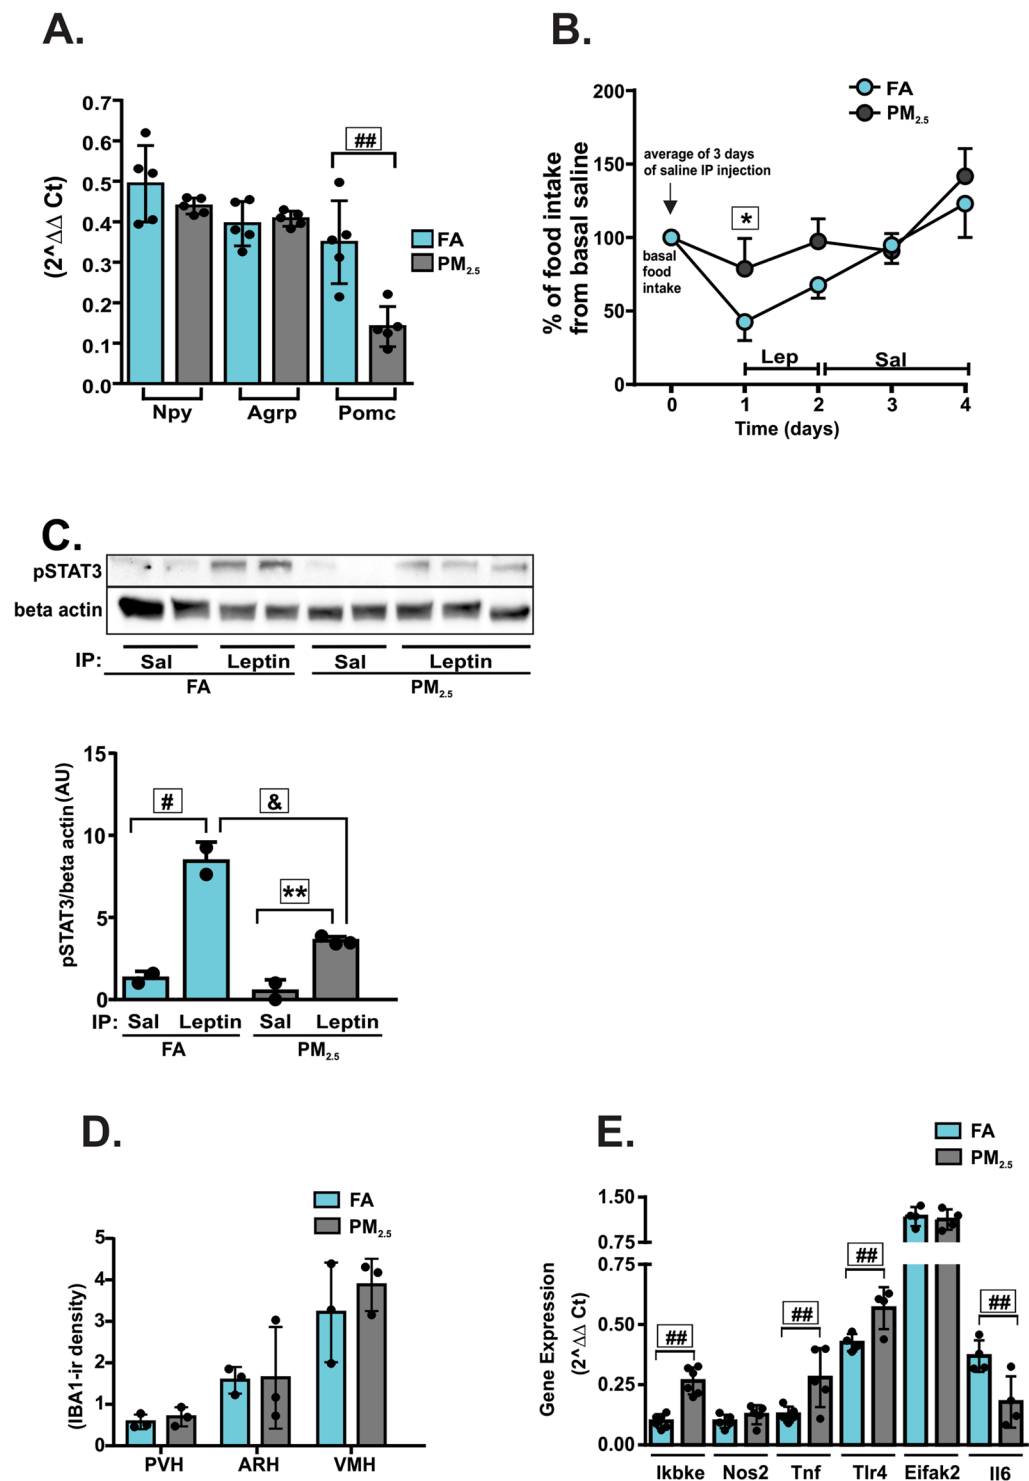 A.
0.7
0.6
0.5
0.4
0.3
0.2
0.1
0.0
(2^ΔΔ Ct)
##
FA
PM2.5
Npy Agrp Pomc
B.
FA
PM2.5
200
150
100
50
0
% of food intake
from basal saline
average of 3 days
of saline IP injection
*
basal
food
intake
Lep Sal
0 1 2 3 4
Time (days)
C.
pSTAT3
beta actin
IP: Sal Leptin Sal Leptin
FA PM2.5
15
10
5
0
pSTAT3/beta actin (AU)
# &
**
IP: Sal Leptin Sal Leptin
FA PM2.5
D.
FA
PM2.5
5
4
3
2
1
0
(IBA1-ir density)
PVH ARH VMH
E.
FA
PM2.5
1.50
0.75
0.75
0.50
0.25
0.00
Gene Expression
(2^ΔΔ Ct)
## ## ## ##
Ikbke Nos2 Tnf Tlr4 Eifak2 Il6